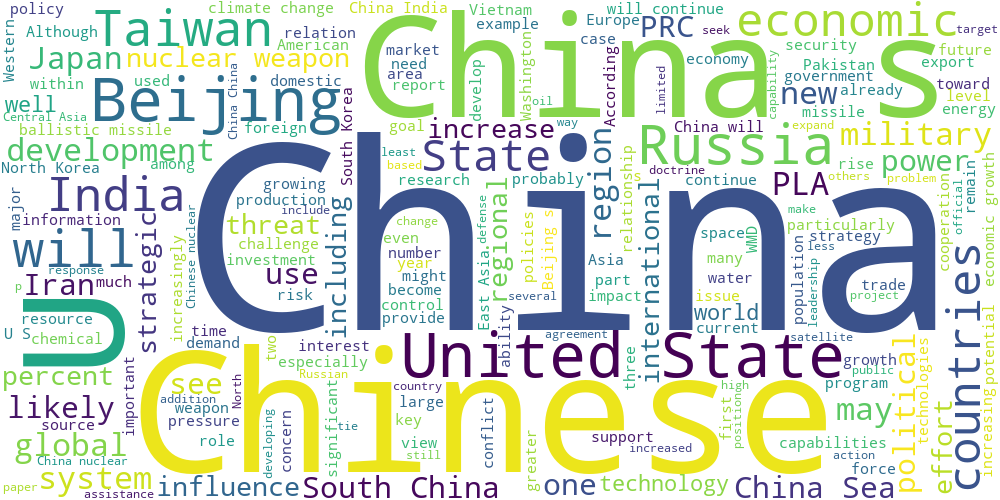 China
Chinese
China s
U
United State
Beijing
Taiwan
India
Russia
will
State
economic
Japan
nuclear weapon
PRC
new
military
power
PLA
development
increase
region
countries
may
political
effort
one
technology
China Sea
South China
influence
system
global
likely
percent
see
Iran
use
threat
strategic
including
regional
international
world
well
policy
Although
climate change
relation
China India
American
Vietnam
example
will continue
Europe
case
target
seek
Western
within
used
domestic
market
need
area
report
economy
security
Pakistan
future
export
government
already
toward
level
energy
missile
capability
Washington
develop
According
limited
oil
China China
Central Asia
ballistic missile
foreign
goal
way
least
based
China will
expand
rise
others
problem
remain
official
cooperation
economic growth
among
North Korea
South Korea
growing
production
include
research
probably
doctrine
continue
relationship
S
make
particularly
strategy
space
WMD
many
less
population
water
leadership
project
trade
major
information
challenge
investment
risk
Chinese nuclear
increasingly
even
number
year
might
become
control
provide
change
East Asia
defense
policies
Beijing s
Asia
part
impact
issue
current
satellite
much
response
p
resource
U S
chemical
time
demand
two
interest
especially
several
ability
agreement
three
growth
public
program
technologies
potential
increasing
important
source
Russian
North
addition
weapon
pressure
role
country
large
key
tie
view
still
significant
developing
concern
conflict
greater
support
increased
first
high
position
capabilities
action
force
China nuclear
paper
assistance